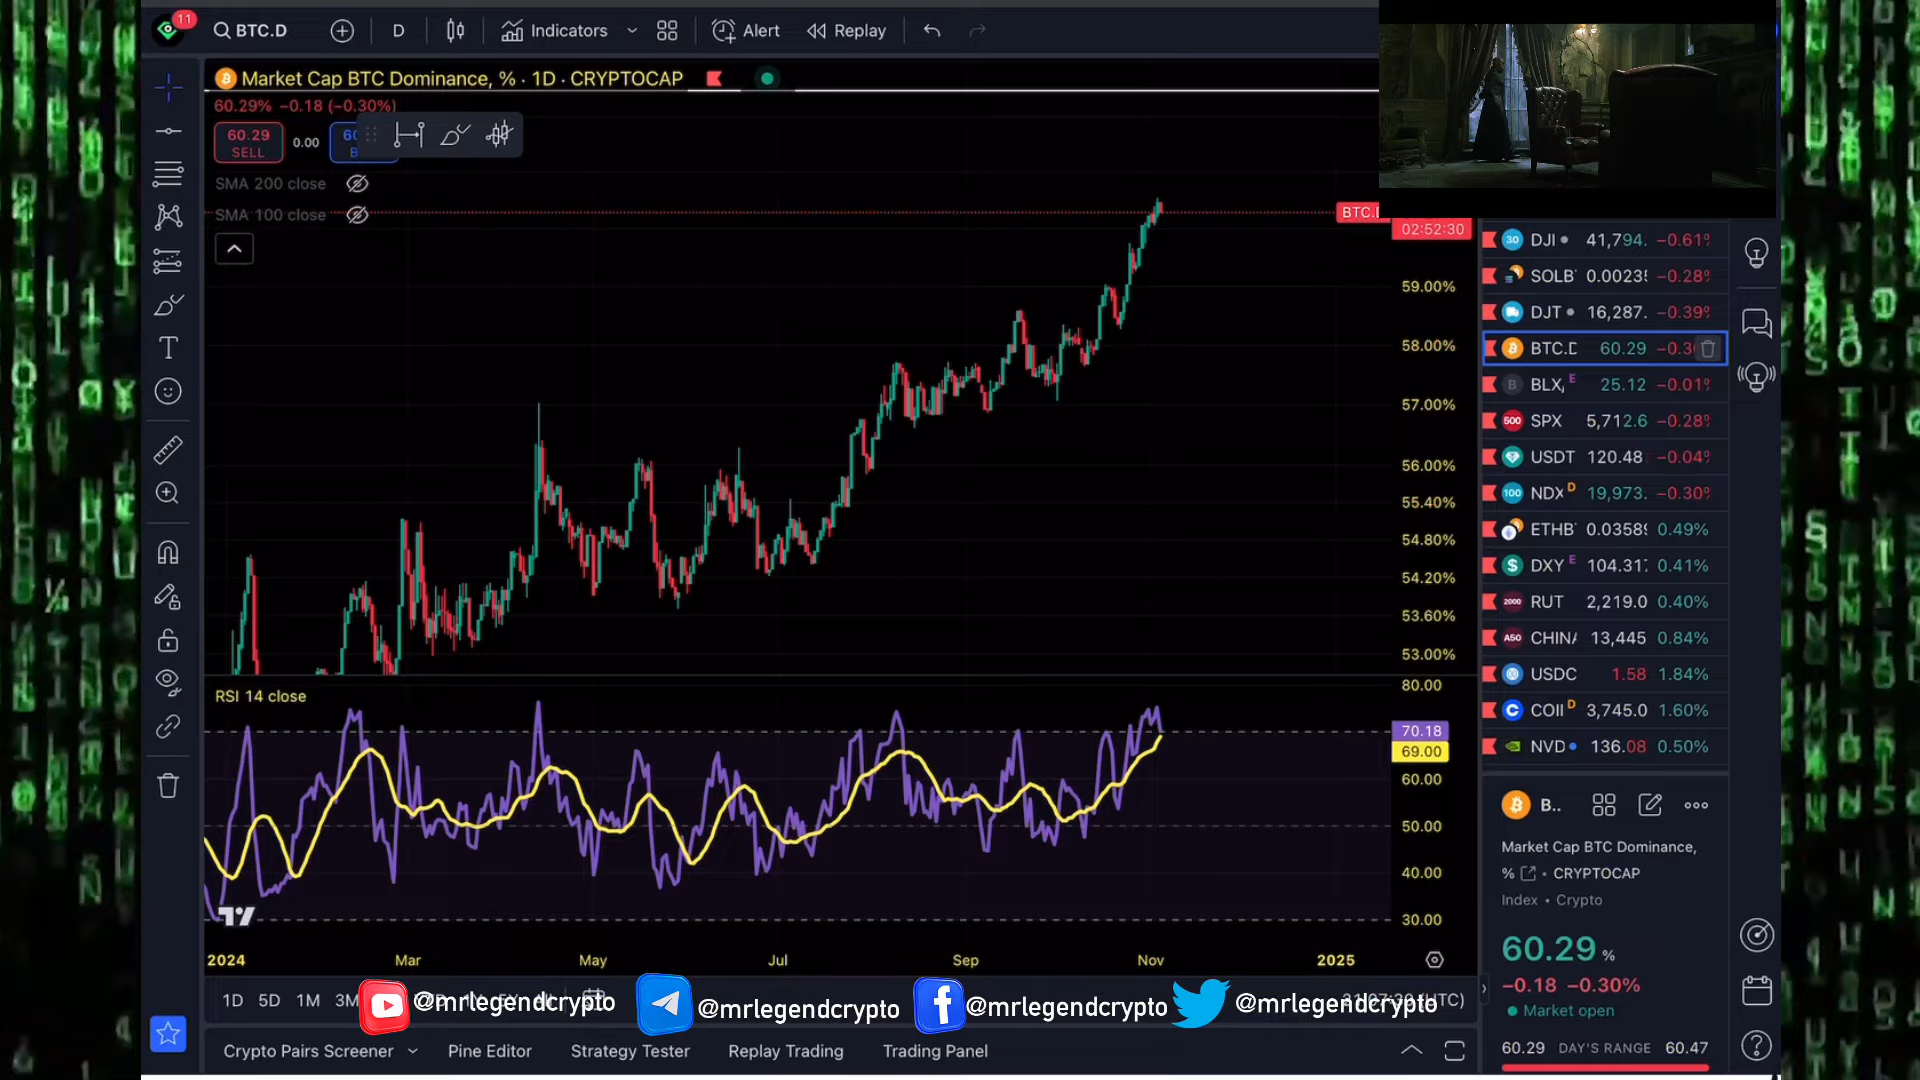 11
BTC.D
D
Indicators
Alert
Replay
Market Cap BTC Dominance, % · 1D · CRYPTOCAP
60.29% −0.18 (−0.30%)
60.29
SELL
0.00
SMA 200 close
SMA 100 close
02:52:30
59.00%
58.00%
57.00%
56.00%
55.40%
54.80%
54.20%
53.60%
53.00%
RSI 14 close
80.00
70.18
69.00
60.00
50.00
40.00
30.00
2024
Mar
May
Jul
Sep
Nov
2025
1D 5D 1M 3M
@mrlegendcrypto
@mrlegendcrypto
@mrlegendcrypto
@mrlegendcrypto
(UTC)
Crypto Pairs Screener
Pine Editor
Strategy Tester
Replay Trading
Trading Panel
30 DJI 41,794. −0.61%
SOLB 0.0023 −0.28%
DJT 16,287. −0.39%
BTC.D 60.29
BLX, E 25.12 −0.01%
500 SPX 5,712.6 −0.28%
USDT 120.48 −0.04%
100 NDX D 19,973. −0.30%
ETHB 0.0358 0.49%
DXY E 104.31 0.41%
2000 RUT 2,219.0 0.40%
A50 CHINA 13,445 0.84%
USDC 1.58 1.84%
COII D 3,745.0 1.60%
NVD 136.08 0.50%
B..
Market Cap BTC Dominance,
% • CRYPTOCAP
Index • Crypto
60.29 %
−0.18 −0.30%
Market open
60.29 DAY'S RANGE 60.47